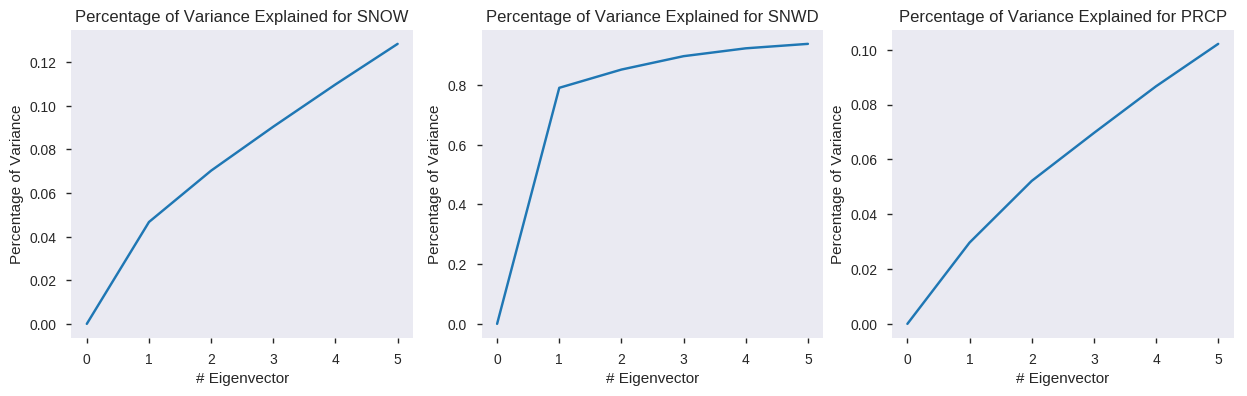 Percentage of Variance Explained for SNOW
Percentage of Variance
0.12
0.10
0.08
0.06
0.04
0.02
0.00
0 1 2 3 4 5
# Eigenvector
Percentage of Variance Explained for SNWD
Percentage of Variance
0.8
0.6
0.4
0.2
0.0
0 1 2 3 4 5
# Eigenvector
Percentage of Variance Explained for PRCP
Percentage of Variance
0.10
0.08
0.06
0.04
0.02
0.00
0 1 2 3 4 5
# Eigenvector